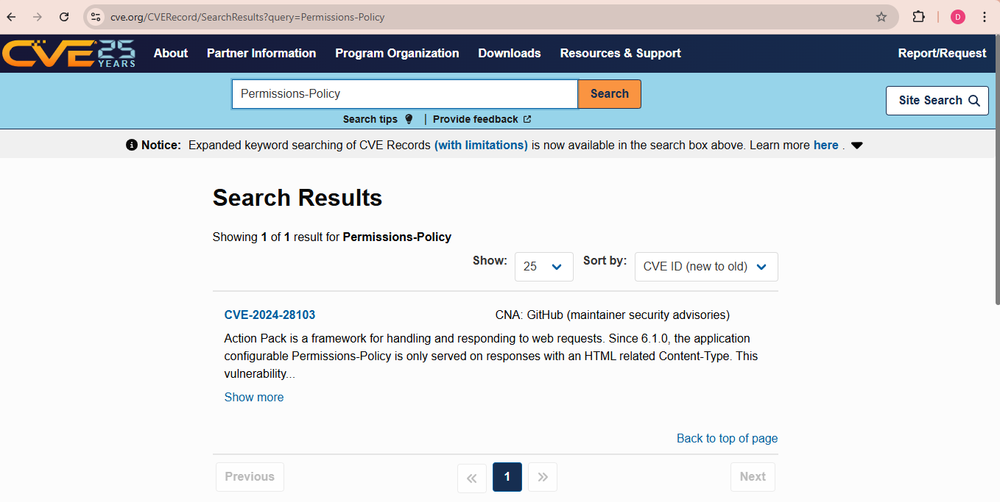 cve.org/CVERecord/SearchResults?query=Permissions-Policy
D
CVE 25 YEARS
About Partner Information Program Organization Downloads Resources & Support Report/Request
Permissions-Policy Search
Site Search
Search tips | Provide feedback
Notice: Expanded keyword searching of CVE Records (with limitations) is now available in the search box above. Learn more here .
Search Results
Showing 1 of 1 result for Permissions-Policy
Show: 25 Sort by: CVE ID (new to old)
CVE-2024-28103 CNA: GitHub (maintainer security advisories)
Action Pack is a framework for handling and responding to web requests. Since 6.1.0, the application
configurable Permissions-Policy is only served on responses with an HTML related Content-Type. This
vulnerability...
Show more
Back to top of page
Previous « 1 » Next